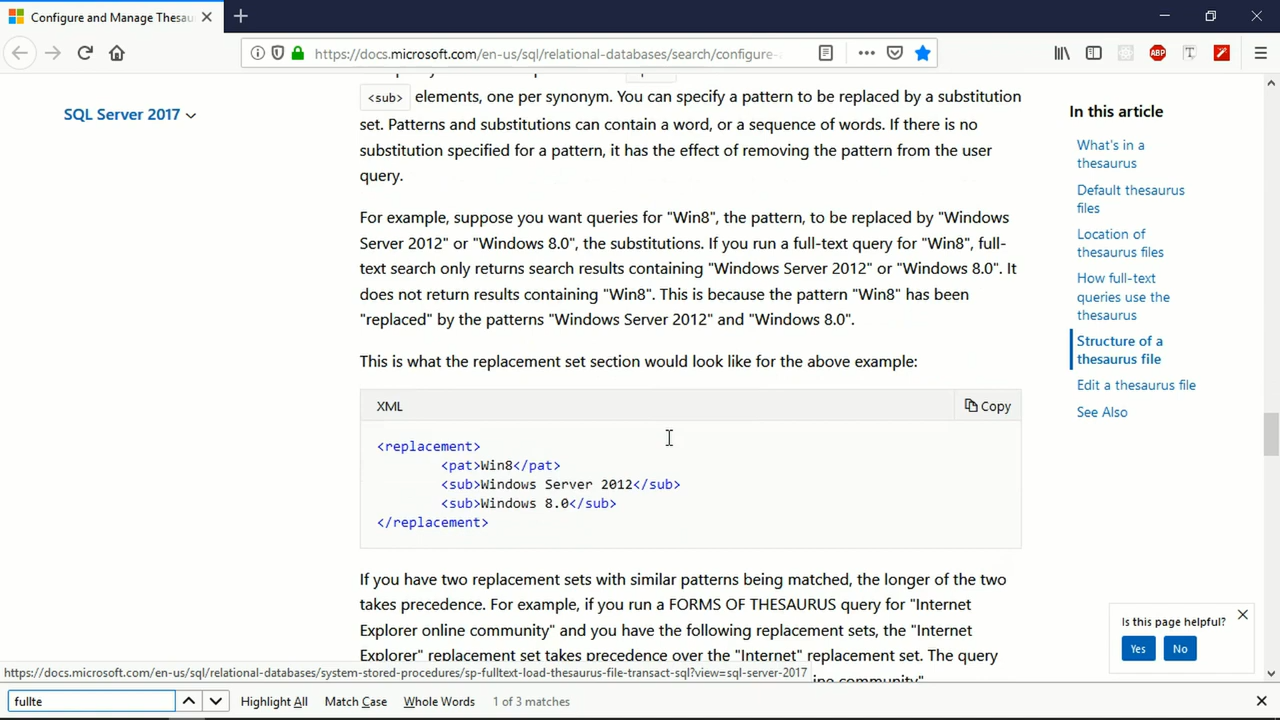 Configure and Manage Thesau
https://docs.microsoft.com/en-us/sql/relational-databases/search/configure-
ABP
SQL Server 2017
<sub> elements, one per synonym. You can specify a pattern to be replaced by a substitution
set. Patterns and substitutions can contain a word, or a sequence of words. If there is no
substitution specified for a pattern, it has the effect of removing the pattern from the user
query.
For example, suppose you want queries for "Win8", the pattern, to be replaced by "Windows
Server 2012" or "Windows 8.0", the substitutions. If you run a full-text query for "Win8", full-
text search only returns search results containing "Windows Server 2012" or "Windows 8.0". It
does not return results containing "Win8". This is because the pattern "Win8" has been
"replaced" by the patterns "Windows Server 2012" and "Windows 8.0".
This is what the replacement set section would look like for the above example:
XML
Copy
<replacement>
<pat>Win8</pat>
<sub>Windows Server 2012</sub>
<sub>Windows 8.0</sub>
</replacement>
If you have two replacement sets with similar patterns being matched, the longer of the two
takes precedence. For example, if you run a FORMS OF THESAURUS query for "Internet
Explorer online community" and you have the following replacement sets, the "Internet
Explorer" replacement set takes precedence over the "Internet" replacement set. The query
ine community"
In this article
What's in a
thesaurus
Default thesaurus
files
Location of
thesaurus files
How full-text
queries use the
thesaurus
Structure of a
thesaurus file
Edit a thesaurus file
See Also
Is this page helpful?
Yes
No
https://docs.microsoft.com/en-us/sql/relational-databases/system-stored-procedures/sp-fulltext-load-thesaurus-file-transact-sql?view=sql-server-2017
fullte
Highlight All
Match Case
Whole Words
1 of 3 matches